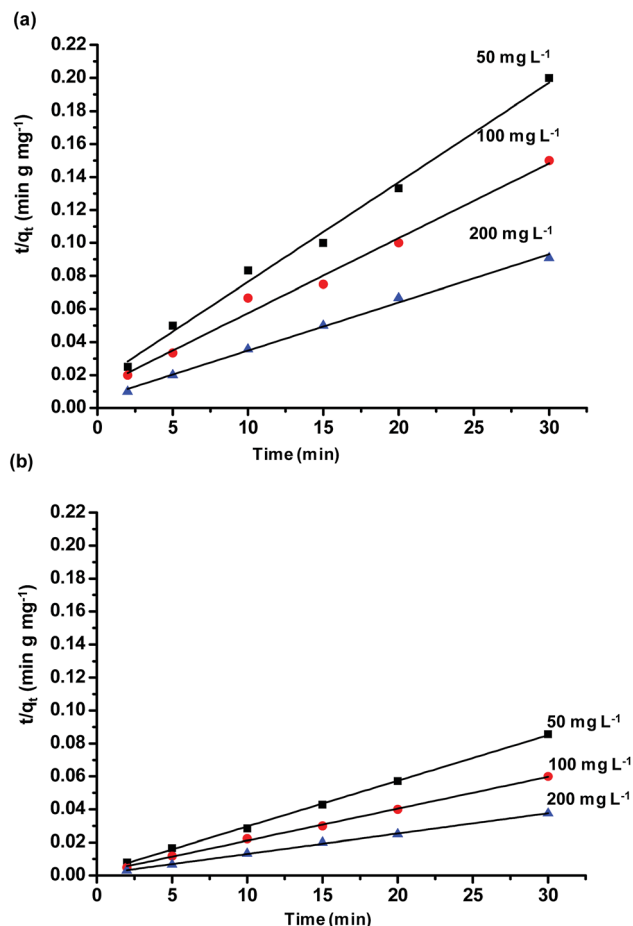 (a)
t/qt (min g mg-1)
0.22
0.20
0.18
0.16
0.14
0.12
0.10
0.08
0.06
0.04
0.02
0.00
50 mg L-1
100 mg L-1
200 mg L-1
0 5 10 15 20 25 30
Time (min)
(b)
t/qt (min g mg-1)
0.22
0.20
0.18
0.16
0.14
0.12
0.10
0.08
0.06
0.04
0.02
0.00
50 mg L-1
100 mg L-1
200 mg L-1
0 5 10 15 20 25 30
Time (min)